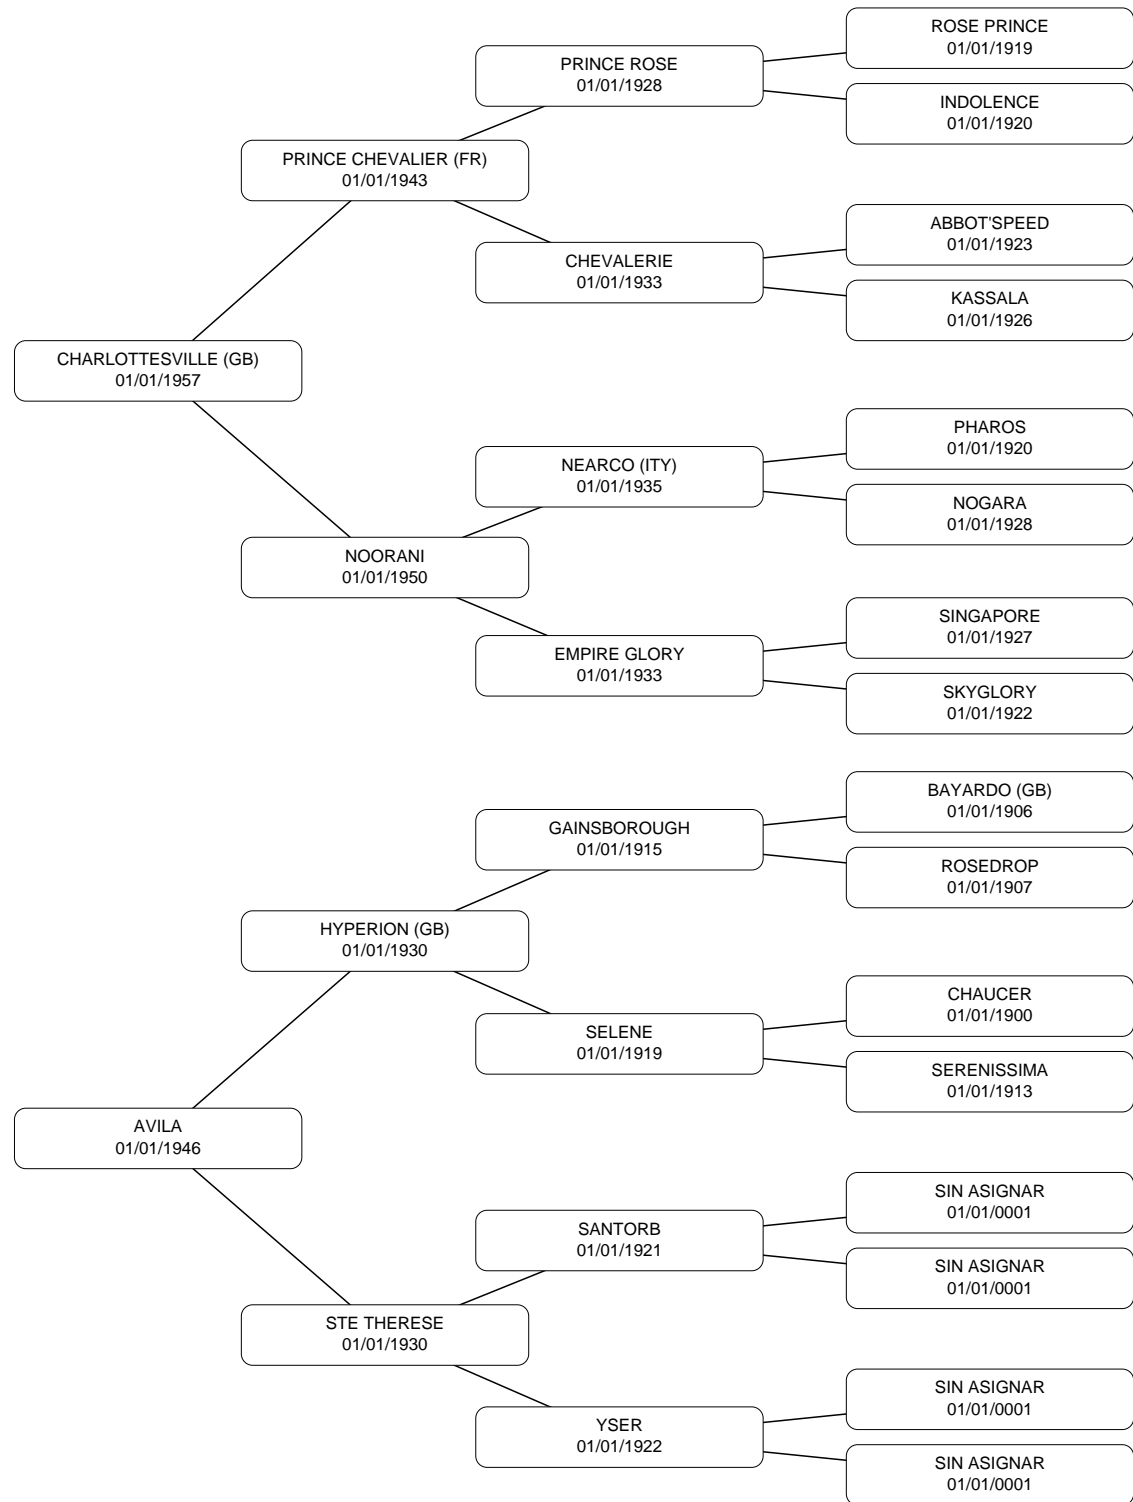 ROSE PRINCE
01/01/1919
PRINCE ROSE
01/01/1928
INDOLENCE
01/01/1920
PRINCE CHEVALIER (FR)
01/01/1943
ABBOT'SPEED
01/01/1923
CHEVALERIE
01/01/1933
KASSALA
01/01/1926
CHARLOTTESVILLE (GB)
01/01/1957
PHAROS
01/01/1920
NEARCO (ITY)
01/01/1935
NOGARA
01/01/1928
NOORANI
01/01/1950
SINGAPORE
01/01/1927
EMPIRE GLORY
01/01/1933
SKYGLORY
01/01/1922
BAYARDO (GB)
01/01/1906
GAINSBOROUGH
01/01/1915
ROSEDROP
01/01/1907
HYPERION (GB)
01/01/1930
CHAUCER
01/01/1900
SELENE
01/01/1919
SERENISSIMA
01/01/1913
AVILA
01/01/1946
SIN ASIGNAR
01/01/0001
SANTORB
01/01/1921
SIN ASIGNAR
01/01/0001
STE THERESE
01/01/1930
SIN ASIGNAR
01/01/0001
YSER
01/01/1922
SIN ASIGNAR
01/01/0001